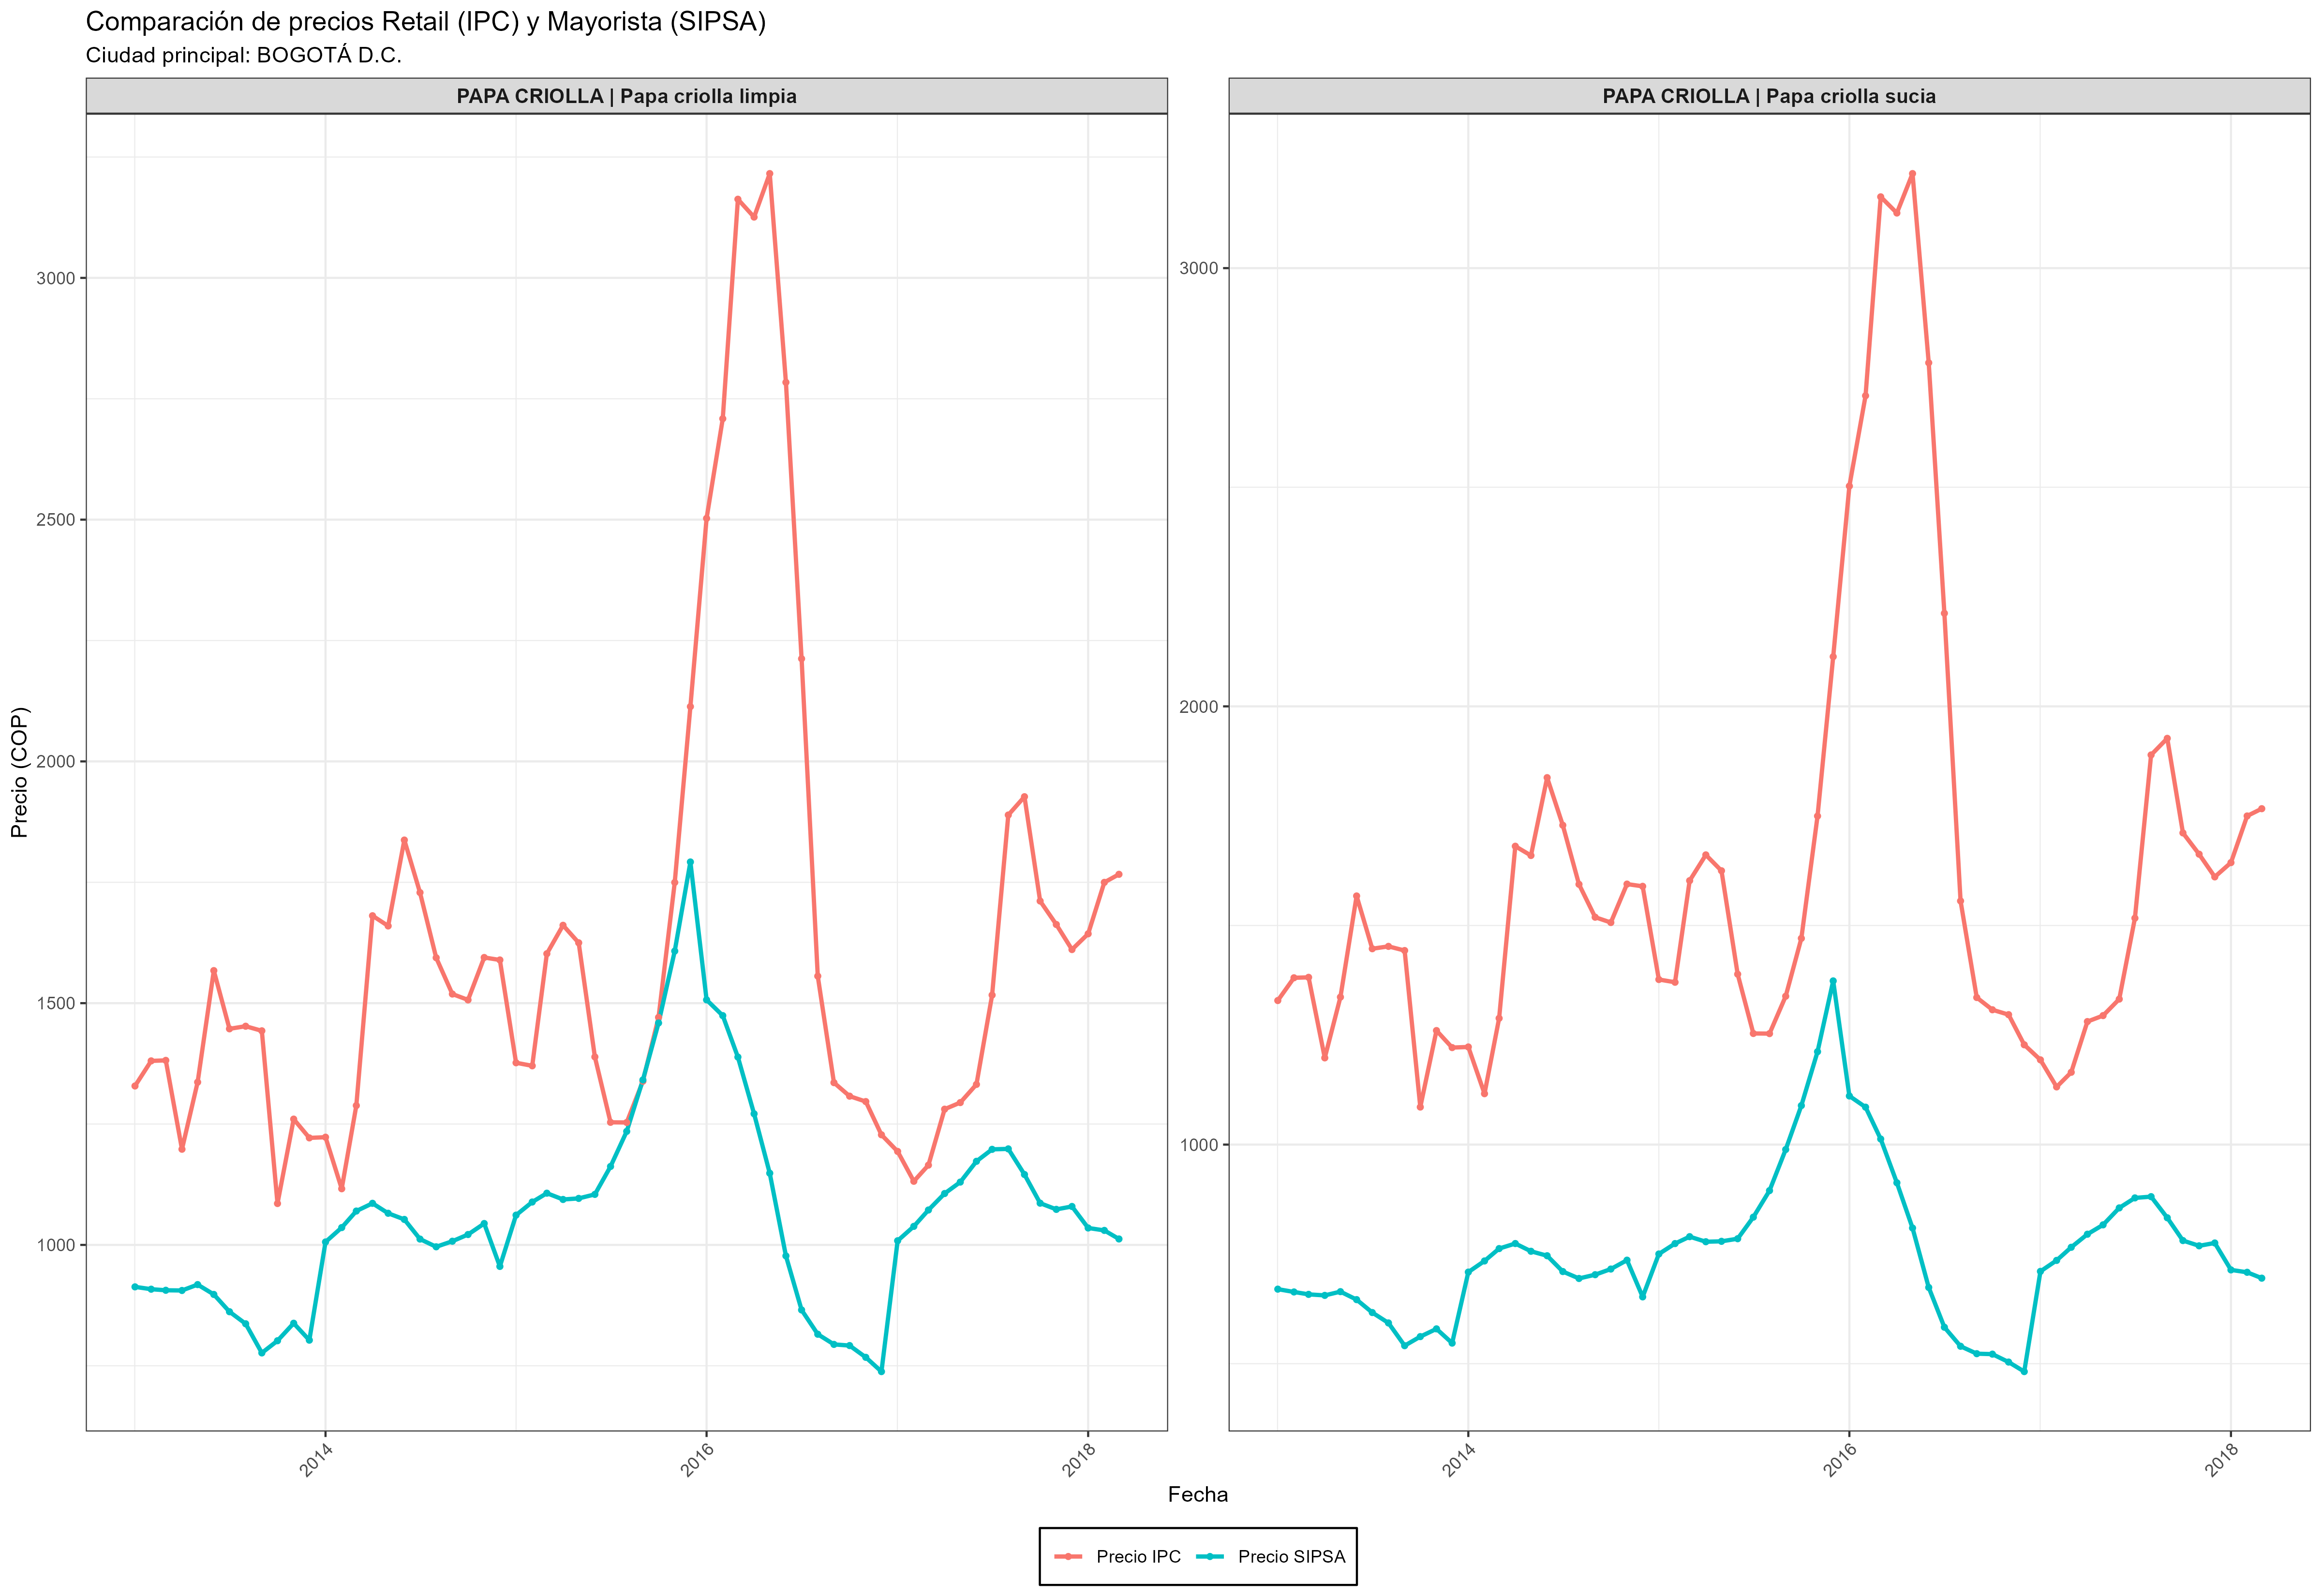 Comparación de precios Retail (IPC) y Mayorista (SIPSA)
Ciudad principal: BOGOTÁ D.C.
PAPA CRIOLLA | Papa criolla limpia
PAPA CRIOLLA | Papa criolla sucia
Precio (COP)
3000
2500
2000
1500
1000
3000
2000
1000
2014
2016
2018
2014
2016
2018
Fecha
Precio IPC
Precio SIPSA